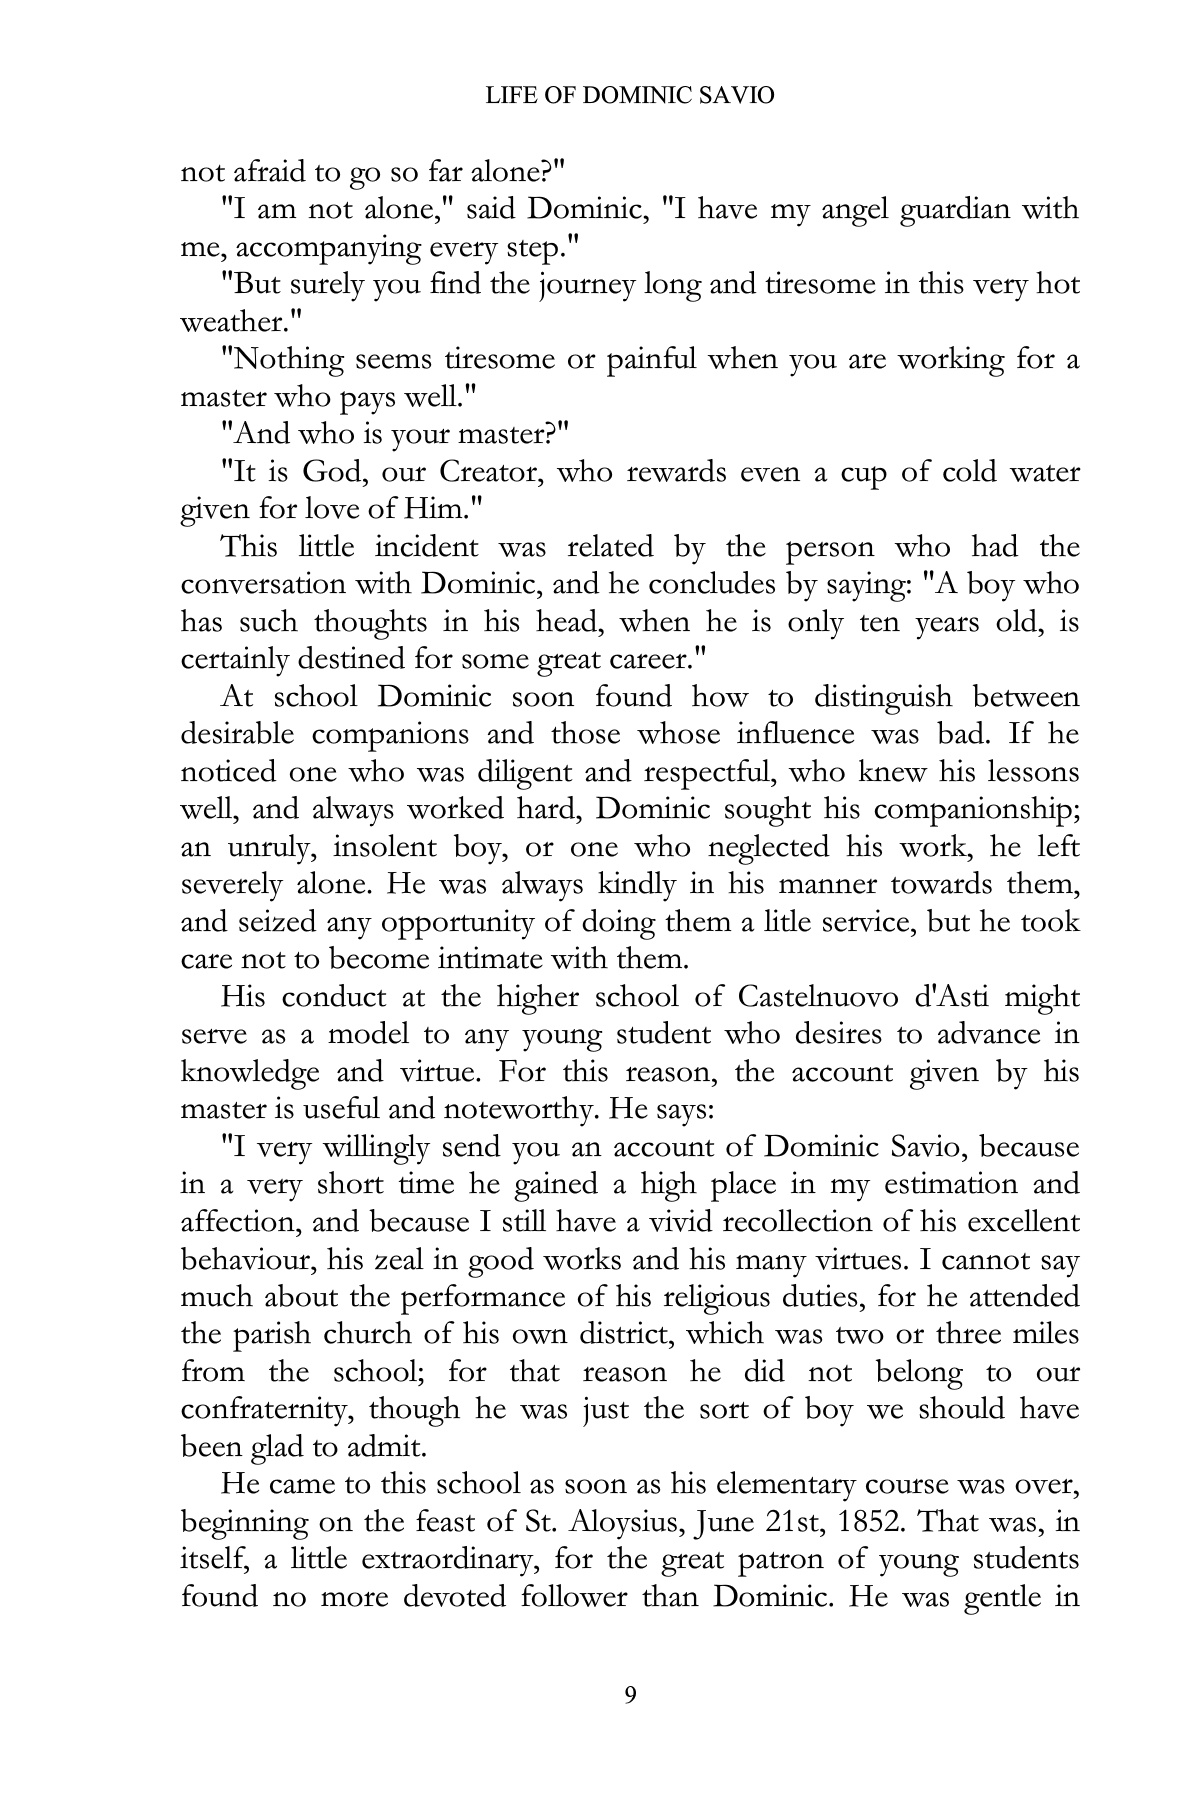 LIFE OF DOMINIC SAVIO
not afraid to go so far alone?"
"I am not alone," said Dominic, "I have my angel guardian with
me, accompanying every step."
"But surely you find the journey long and tiresome in this very hot
weather."
"Nothing seems tiresome or painful when you are working for a
master who pays well."
"And who is your master?"
"It is God, our Creator, who rewards even a cup of cold water
given for love of Him."
This little incident was related by the person who had the
conversation with Dominic, and he concludes by saying: "A boy who
has such thoughts in his head, when he is only ten years old, is
certainly destined for some great career."
At school Dominic soon found how to distinguish between
desirable companions and those whose influence was bad. If he
noticed one who was diligent and respectful, who knew his lessons
well, and always worked hard, Dominic sought his companionship;
an unruly, insolent boy, or one who neglected his work, he left
severely alone. He was always kindly in his manner towards them,
and seized any opportunity of doing them a litle service, but he took
care not to become intimate with them.
His conduct at the higher school of Castelnuovo d'Asti might
serve as a model to any young student who desires to advance in
knowledge and virtue. For this reason, the account given by his
master is useful and noteworthy. He says:
"I very willingly send you an account of Dominic Savio, because
in a very short time he gained a high place in my estimation and
affection, and because I still have a vivid recollection of his excellent
behaviour, his zeal in good works and his many virtues. I cannot say
much about the performance of his religious duties, for he attended
the parish church of his own district, which was two or three miles
from the school; for that reason he did not belong to our
confraternity, though he was just the sort of boy we should have
been glad to admit.
He came to this school as soon as his elementary course was over,
beginning on the feast of St. Aloysius, June 21st, 1852. That was, in
itself, a little extraordinary, for the great patron of young students
found no more devoted follower than Dominic. He was gentle in
9